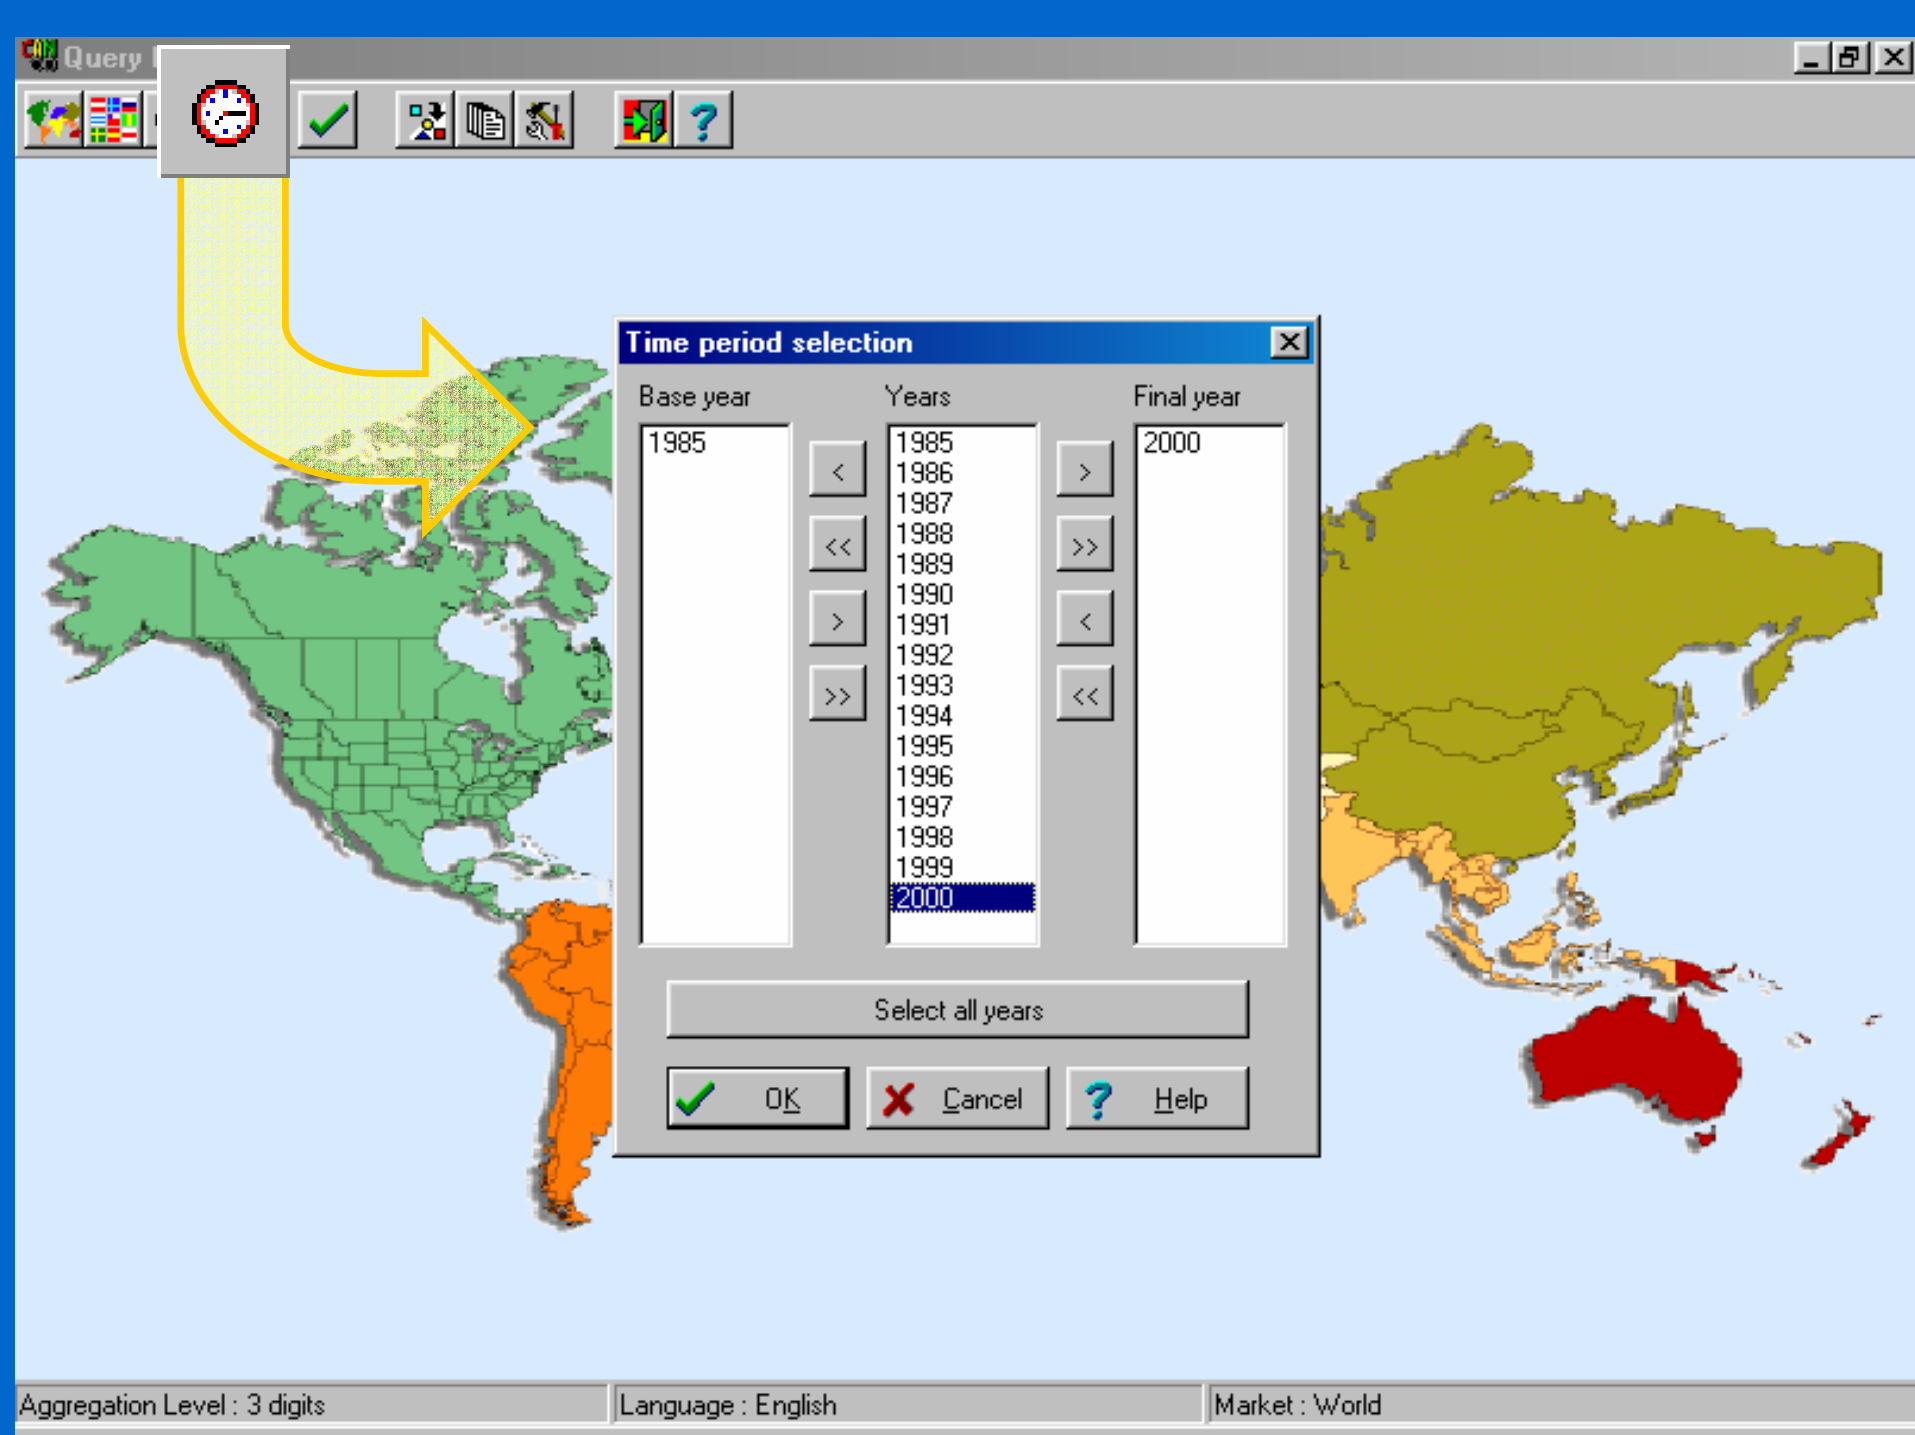 CAN
Query
Time period selection
Base year
Years
Final year
1985
1985
2000
1986
1987
1988
1989
1990
1991
1992
1993
1994
1995
1996
1997
1998
1999
2000
<
<<
>
>>
>
>>
<
<<
Select all years
OK
Cancel
Help
Aggregation Level : 3 digits
Language : English
Market : World